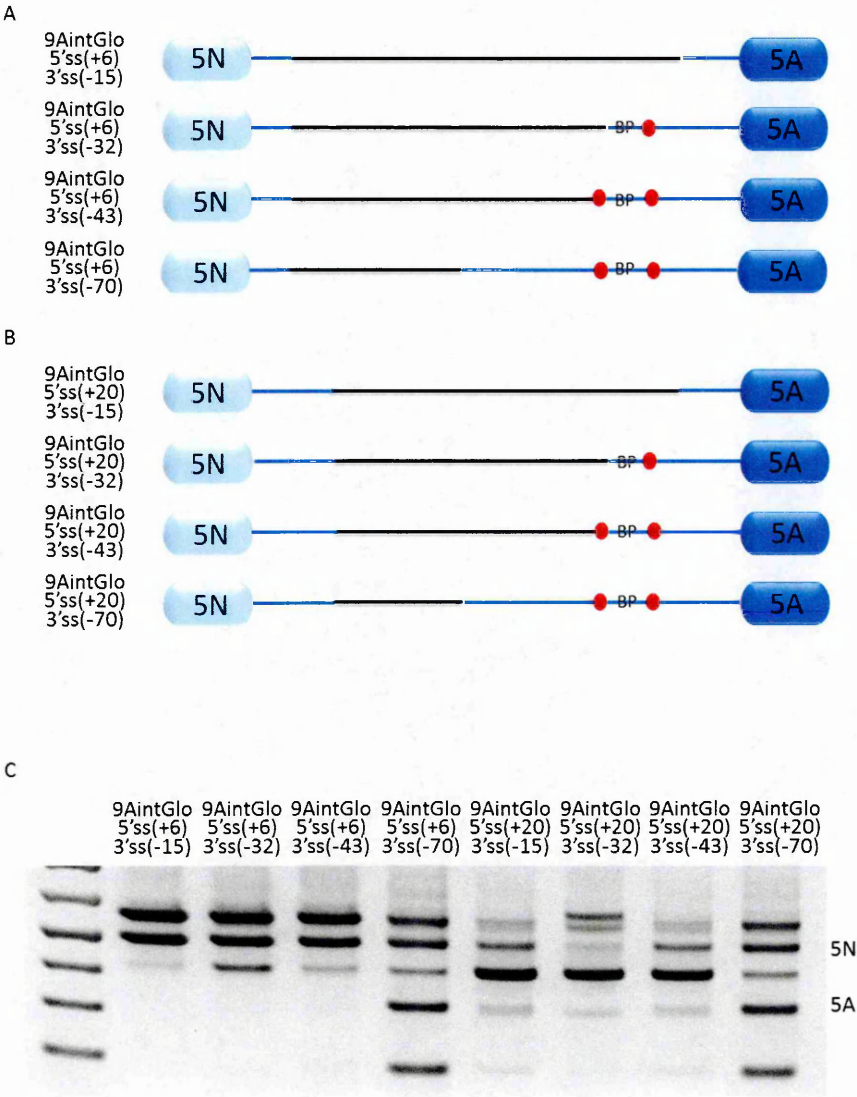 A
9AintGlo
5'ss(+6)
3'ss(-15)
5N
5A
9AintGlo
5'ss(+6)
3'ss(-32)
5N
BP
5A
9AintGlo
5'ss(+6)
3'ss(-43)
5N
BP
5A
9AintGlo
5'ss(+6)
3'ss(-70)
5N
BP
5A
B
9AintGlo
5'ss(+20)
3'ss(-15)
5N
5A
9AintGlo
5'ss(+20)
3'ss(-32)
5N
BP
5A
9AintGlo
5'ss(+20)
3'ss(-43)
5N
BP
5A
9AintGlo
5'ss(+20)
3'ss(-70)
5N
BP
5A
C
9AintGlo 9AintGlo 9AintGlo 9AintGlo 9AintGlo 9AintGlo 9AintGlo 9AintGlo
5'ss(+6) 5'ss(+6) 5'ss(+6) 5'ss(+6) 5'ss(+20) 5'ss(+20) 5'ss(+20) 5'ss(+20)
3'ss(-15) 3'ss(-32) 3'ss(-43) 3'ss(-70) 3'ss(-15) 3'ss(-32) 3'ss(-43) 3'ss(-70)
5N
5A